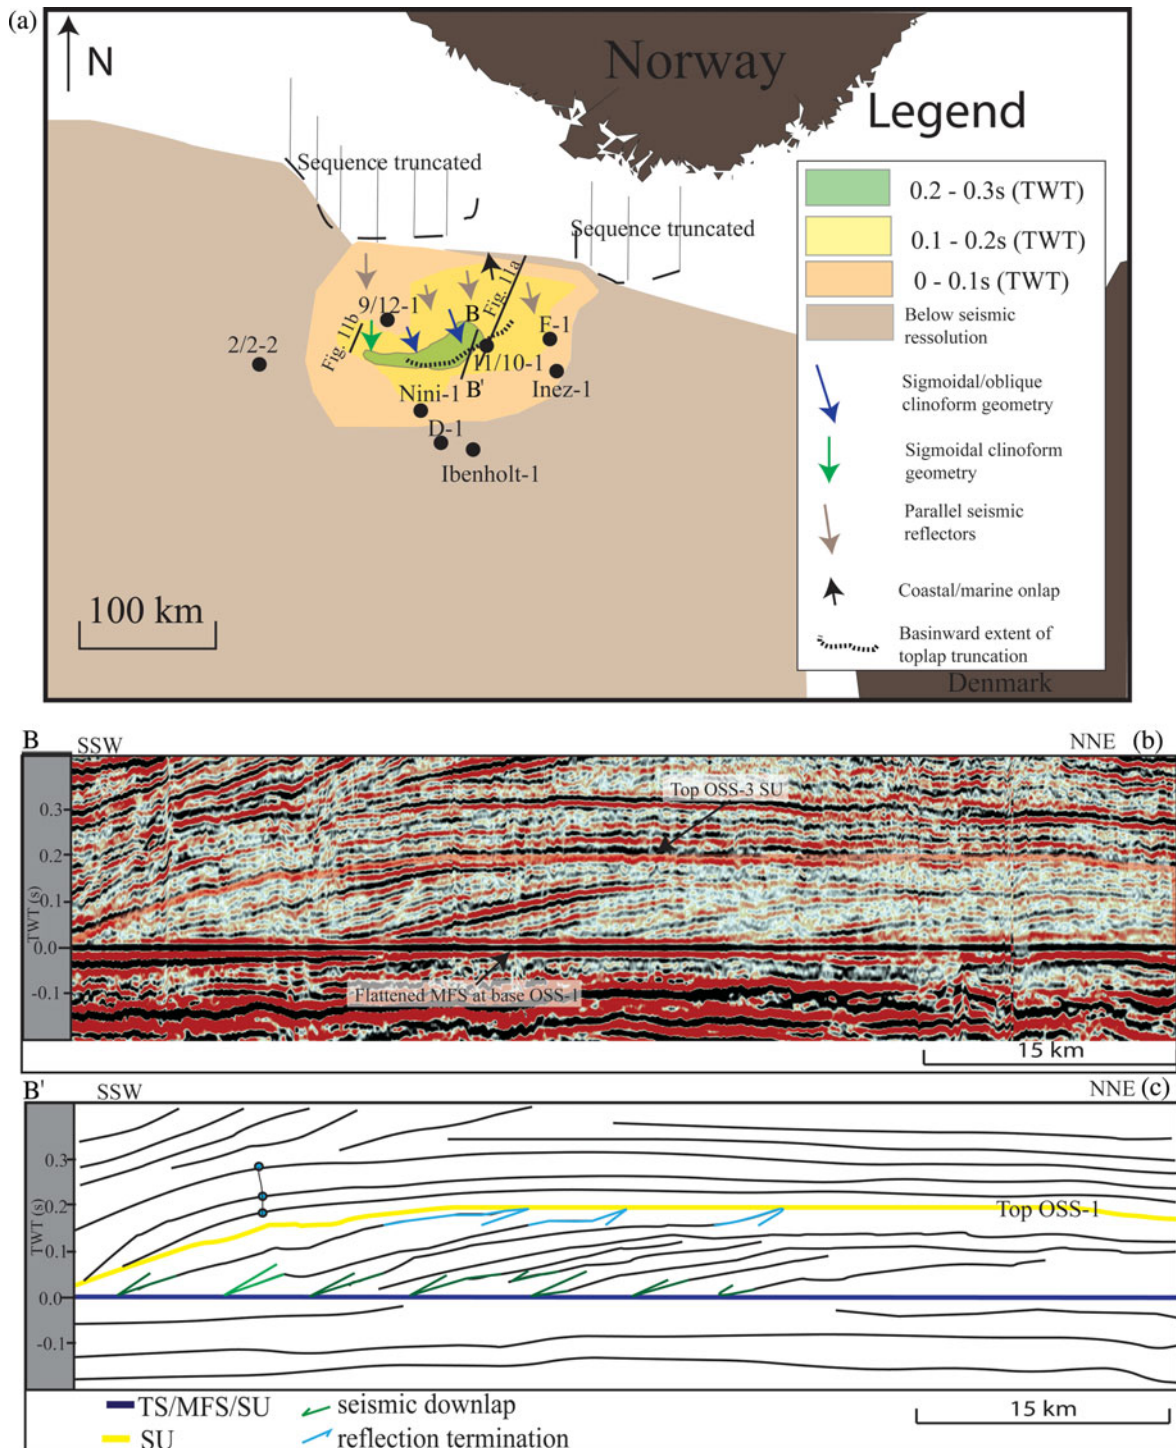 (a)
N
Norway
Legend
Sequence truncated
Sequence truncated
0.2 - 0.3s (TWT)
0.1 - 0.2s (TWT)
0 - 0.1s (TWT)
Below seismic
ressolution
Sigmoidal/oblique
clinoform geometry
Sigmoidal clinoform
geometry
Parallel seismic
reflectors
Coastal/marine onlap
Basinward extent of
toplap truncation
Fig. 11a
9/12-1
B
F-1
Fig. 11b
2/2-2
11/10-1
Nini-1
B'
Inez-1
D-1
Ibenholt-1
100 km
Denmark
B
SSW
NNE
(b)
Top OSS-3 SU
0.3
0.2
0.1
0.0
-0.1
TWT (s)
Flattened MFS at base OSS-1
15 km
B'
SSW
NNE
(c)
0.3
0.2
0.1
0.0
-0.1
TWT (s)
Top OSS-1
TS/MFS/SU
seismic downlap
SU
reflection termination
15 km